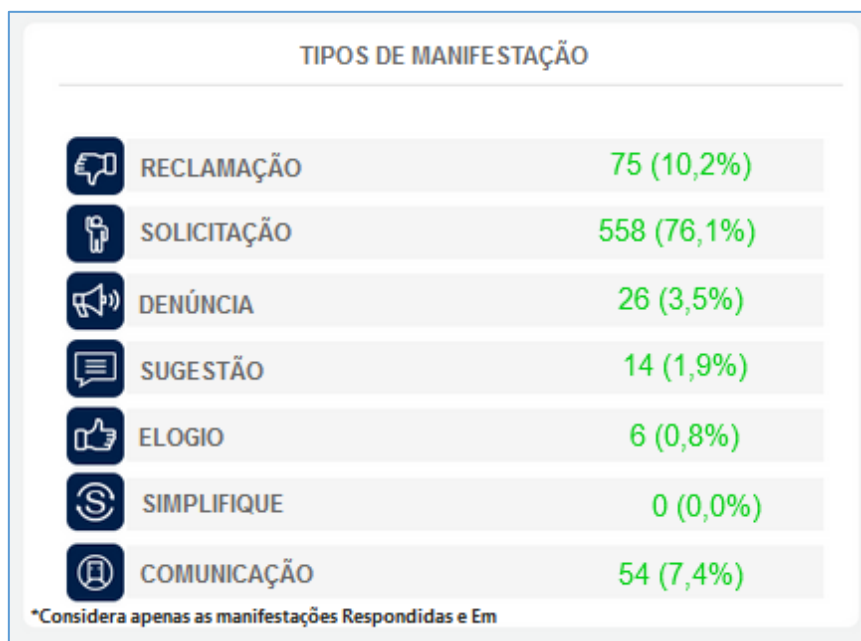 TIPOS DE MANIFESTAÇÃO
RECLAMAÇÃO 75 (10,2%)
SOLICITAÇÃO 558 (76,1%)
DENÚNCIA 26 (3,5%)
SUGESTÃO 14 (1,9%)
ELOGIO 6 (0,8%)
SIMPLIFIQUE 0 (0,0%)
COMUNICAÇÃO 54 (7,4%)
*Considera apenas as manifestações Respondidas e Em